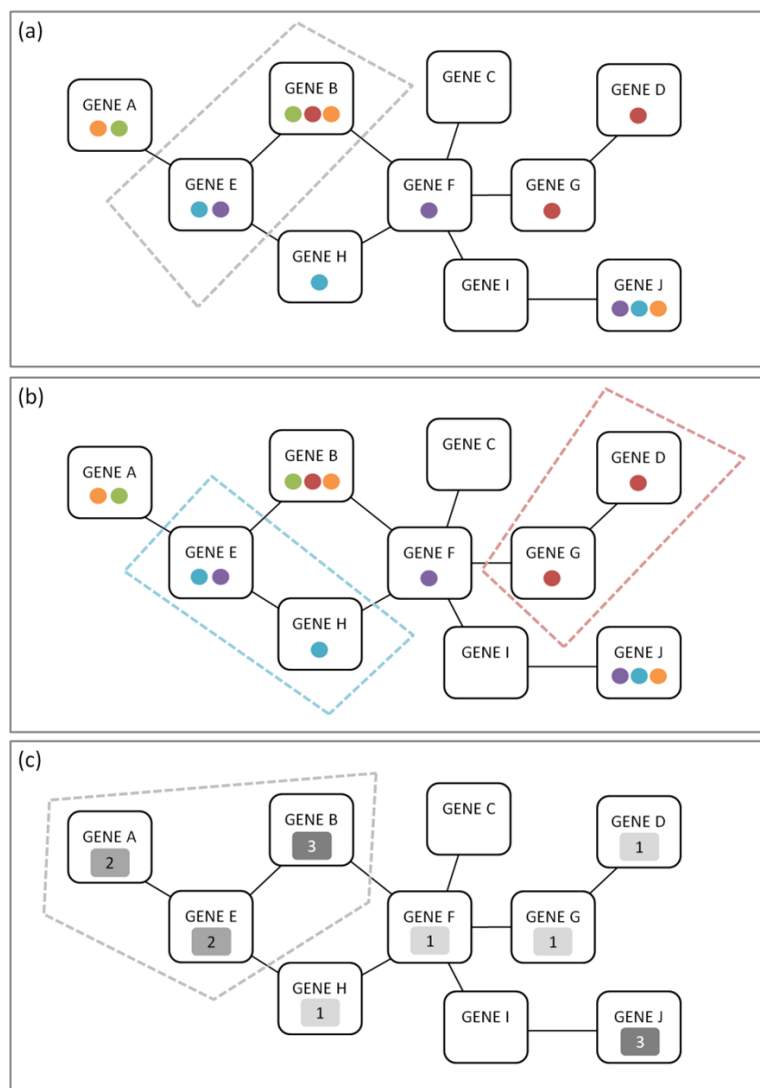 (a)
GENE A
GENE B
GENE C
GENE D
GENE E
GENE F
GENE G
GENE H
GENE I
GENE J
(b)
GENE A
GENE B
GENE C
GENE D
GENE E
GENE F
GENE G
GENE H
GENE I
GENE J
(c)
GENE A
2
GENE B
3
GENE C
GENE D
1
GENE E
2
GENE F
1
GENE G
1
GENE H
1
GENE I
GENE J
3